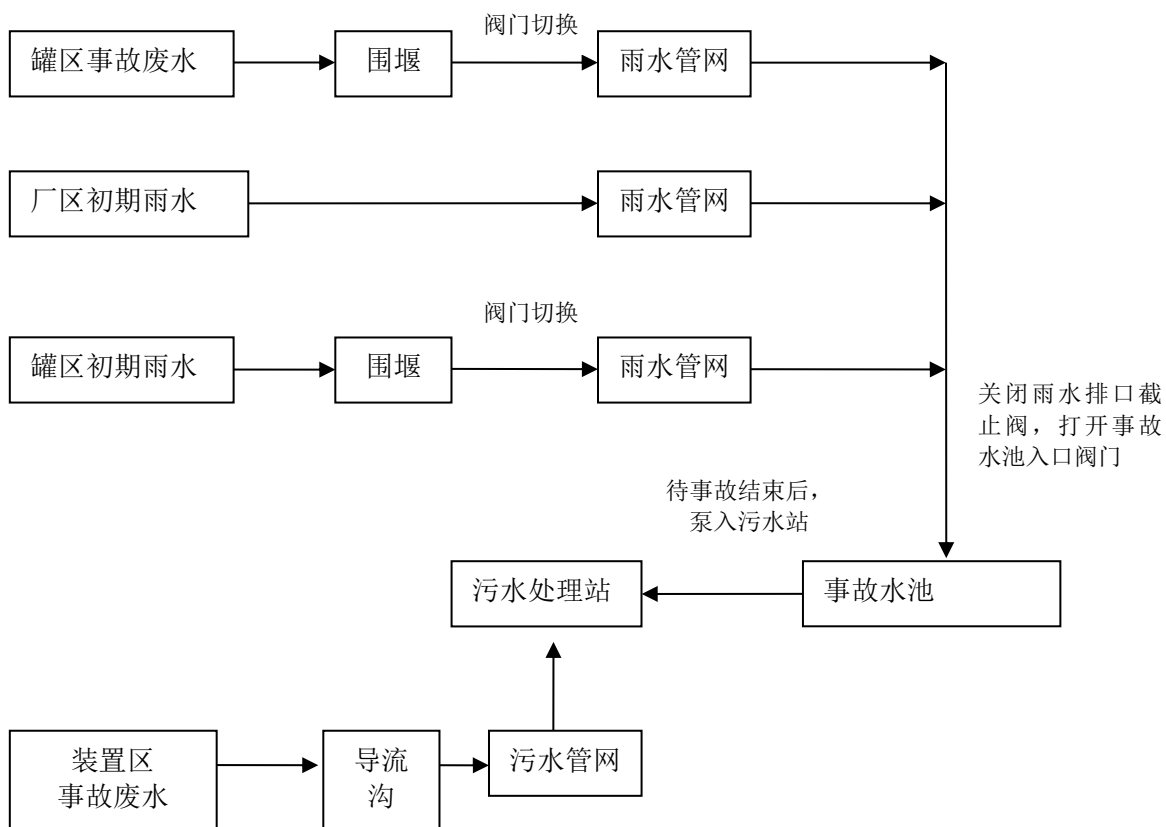 阀门切换
罐区事故废水
围堰
雨水管网
厂区初期雨水
雨水管网
阀门切换
罐区初期雨水
围堰
雨水管网
关闭雨水排口截
止阀，打开事故
水池入口阀门
待事故结束后，
泵入污水站
污水处理站
事故水池
装置区
事故废水
导流
沟
污水管网